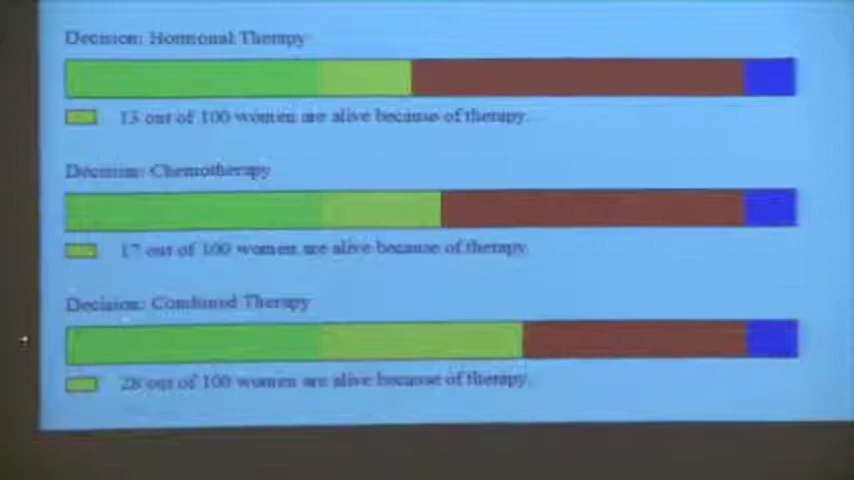 Decision: Hormonal Therapy
13 out of 100 women are alive because of therapy.
Decision: Chemotherapy
17 out of 100 women are alive because of therapy.
Decision: Combined Therapy
28 out of 100 women are alive because of therapy.